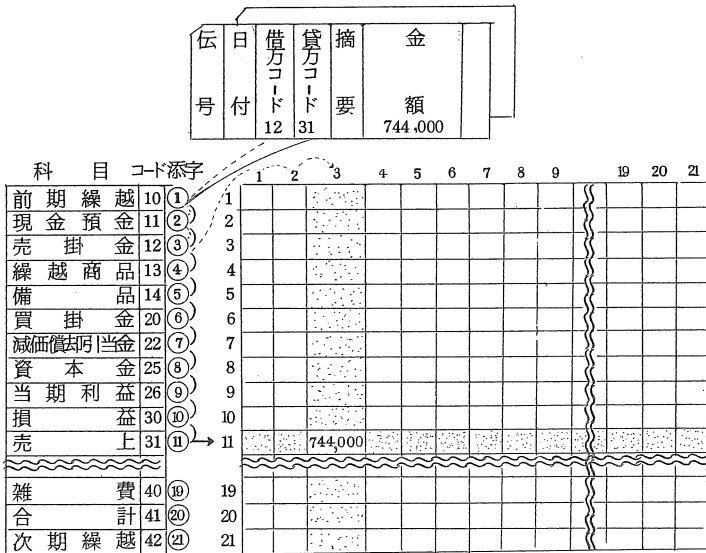 伝号 日付 借方コード 貸方コード 摘要 金額
12 31 744,000
科目 コード 添字 1 2 3 4 5 6 7 8 9 19 20 21
前期繰越 10 ① 1
現金預金 11 ② 2
売掛金 12 ③ 3
繰越商品 13 ④ 4
備品 14 ⑤ 5
買掛金 20 ⑥ 6
減価償却引当金 22 ⑦ 7
資本金 25 ⑧ 8
当期利益 26 ⑨ 9
損益 30 ⑩ 10
売上 31 ⑪ 11 744,000
雑費 40 ⑲ 19
合計 41 ⑳ 20
次期繰越 42 ㉑ 21